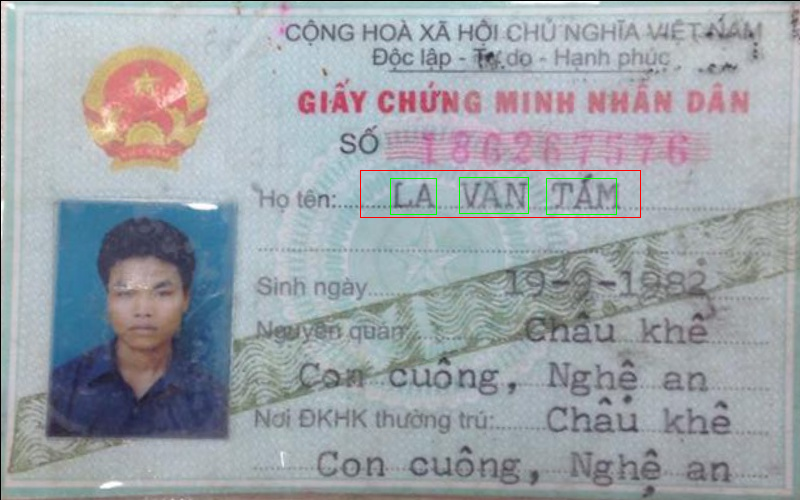 CỘNG HOÀ XÃ HỘI CHỦ NGHĨA VIỆT NAM
Độc lập - Tự do - Hạnh phúc
GIẤY CHỨNG MINH NHÂN DÂN
SỐ 186267576
Họ tên: LA VAN TẤM
Sinh ngày 19-9-1982
Nguyên quán Châu khê
Con cuông, Nghệ an
Nơi ĐKHK thường trú: Châu khê
Con cuông, Nghệ an